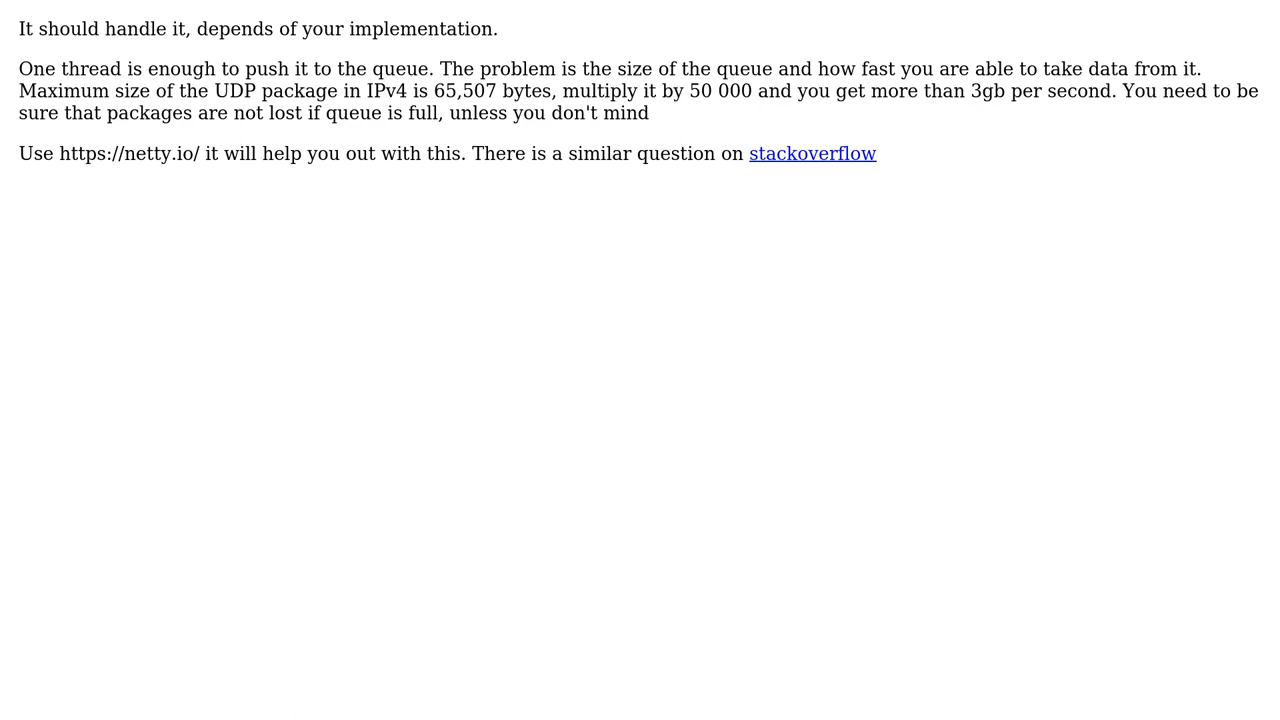 It should handle it, depends of your implementation.
One thread is enough to push it to the queue. The problem is the size of the queue and how fast you are able to take data from it.
Maximum size of the UDP package in IPv4 is 65,507 bytes, multiply it by 50 000 and you get more than 3gb per second. You need to be
sure that packages are not lost if queue is full, unless you don't mind
Use https://netty.io/ it will help you out with this. There is a similar question on stackoverflow